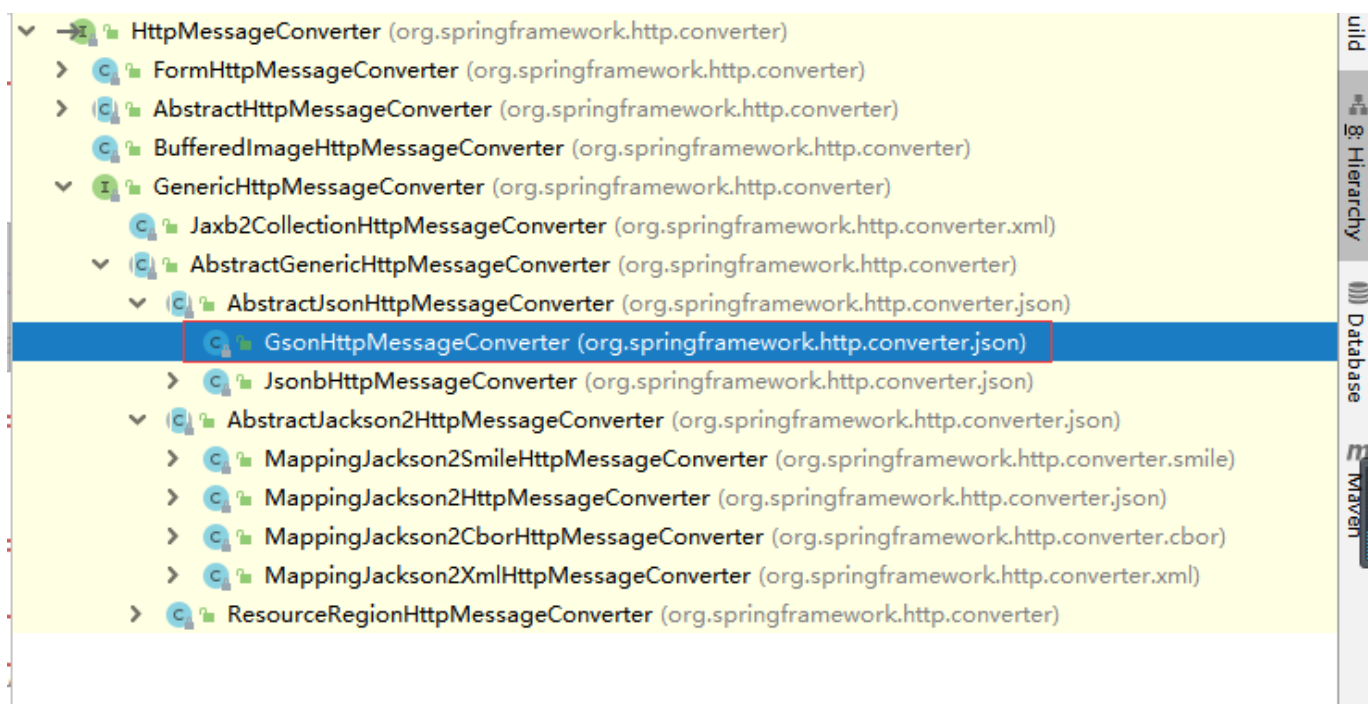 HttpMessageConverter (org.springframework.http.converter)
FormHttpMessageConverter (org.springframework.http.converter)
AbstractHttpMessageConverter (org.springframework.http.converter)
BufferedImageHttpMessageConverter (org.springframework.http.converter)
GenericHttpMessageConverter (org.springframework.http.converter)
Jaxb2CollectionHttpMessageConverter (org.springframework.http.converter.xml)
AbstractGenericHttpMessageConverter (org.springframework.http.converter)
AbstractJsonHttpMessageConverter (org.springframework.http.converter.json)
GsonHttpMessageConverter (org.springframework.http.converter.json)
JsonbHttpMessageConverter (org.springframework.http.converter.json)
AbstractJackson2HttpMessageConverter (org.springframework.http.converter.json)
MappingJackson2SmileHttpMessageConverter (org.springframework.http.converter.smile)
MappingJackson2HttpMessageConverter (org.springframework.http.converter.json)
MappingJackson2CborHttpMessageConverter (org.springframework.http.converter.cbor)
MappingJackson2XmlHttpMessageConverter (org.springframework.http.converter.xml)
ResourceRegionHttpMessageConverter (org.springframework.http.converter)
uild
8: Hierarchy
Database
Maven